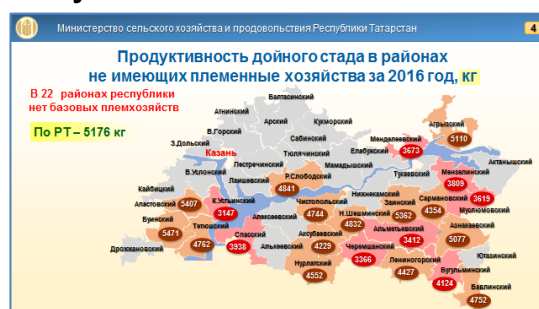 Министерство сельского хозяйства и продовольствия Республики Татарстан
4
Продуктивность дойного стада в районах
не имеющих племенные хозяйства за 2016 год, кг
В 22 районах республики
нет базовых племхозяйств
По РТ – 5176 кг
Балтасинский
Атнинский
Арский
Кукморский
В.Горский
Сабинский
Менделеевский
3673
Агрызский
5110
З.Дольский
Казань
Тюлячинский
Елабужский
Актанышский
Пестречинский
Мамадышский
В.Услонский
Тукаевский
Мензелинский
3809
Лаишевский
Р.Слободский
4841
Кайбицкий
Нижнекамский
Апастовский
5407
К.Устьинский
3147
Чистопольский
4744
Заинский
5362
Сармановский
4354
3619
Муслюмовский
Алексеевский
Н.Шешминский
4832
Буинский
5471
Тетюшский
4762
Спасский
3938
Аксубаевский
4229
Альметьевский
3412
Азнакаевский
5077
Дрожжановский
Алькеевский
Черемшанский
3366
Ютазинский
Нурлатский
4552
Лениногорский
4427
Бугульминский
4124
Бавлинский
4752